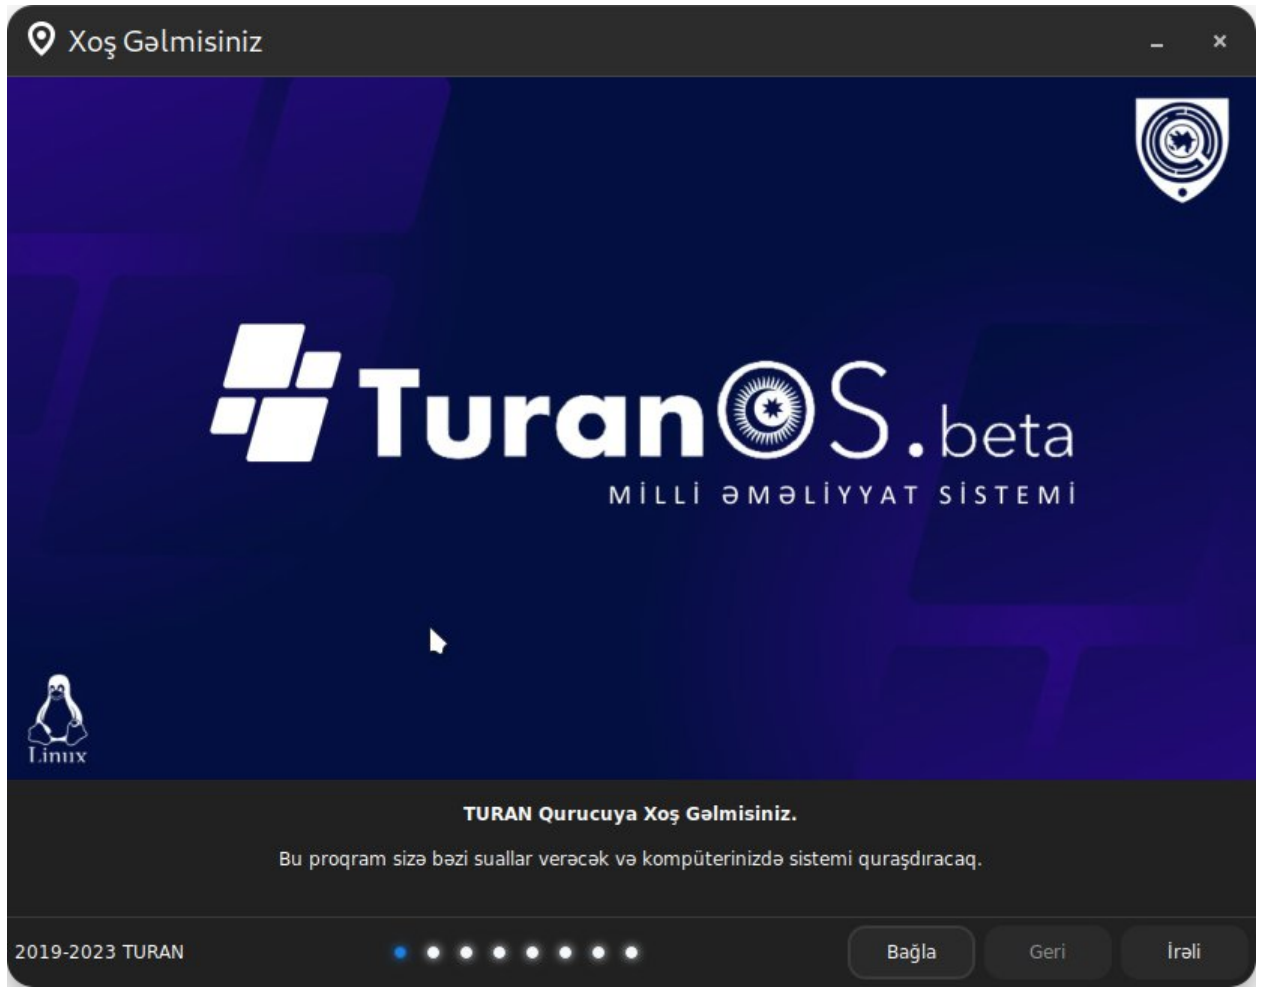 Xoş Gəlmisiniz
TuranOS.beta
MİLLİ ƏMƏLİYYAT SİSTEMİ
Linux
TURAN Qurucuya Xoş Gəlmisiniz.
Bu proqram sizə bəzi suallar verəcək və kompüterinizdə sistemi quraşdıracaq.
2019-2023 TURAN
Bağla
Geri
İrəli